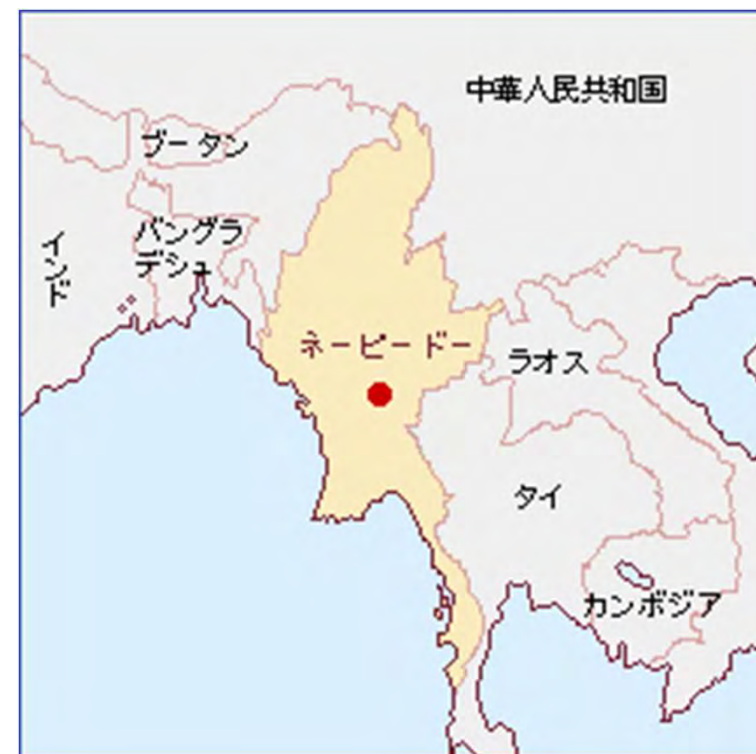 中華人民共和国
ブータン
バングラ
デシュ
インド
ネーピードー
ラオス
タイ
カンボジア